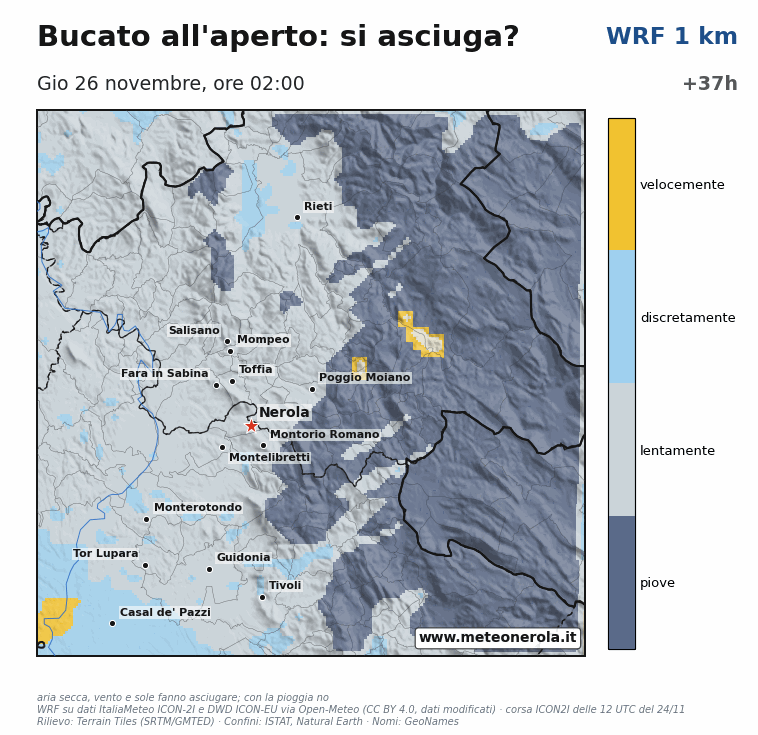 Bucato all'aperto: si asciuga?
WRF 1 km
Gio 26 novembre, ore 02:00
+37h
Rieti
Salisano
Mompeo
Toffia
Fara in Sabina
Poggio Moiano
Nerola
Montorio Romano
Montelibretti
Monterotondo
Tor Lupara
Guidonia
Tivoli
Casal de' Pazzi
www.meteonerola.it
velocemente
discretamente
lentamente
piove
aria secca, vento e sole fanno asciugare; con la pioggia no
WRF su dati ItaliaMeteo ICON-2I e DWD ICON-EU via Open-Meteo (CC BY 4.0, dati modificati) · corsa ICON2I delle 12 UTC del 24/11
Rilievo: Terrain Tiles (SRTM/GMTED) · Confini: ISTAT, Natural Earth · Nomi: GeoNames